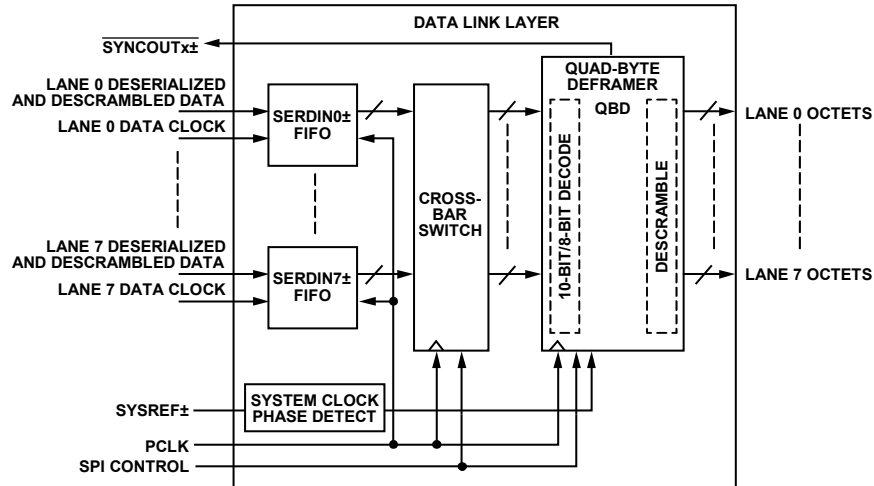 DATA LINK LAYER
SYNCOUTx±
LANE 0 DESERIALIZED
AND DESCRAMBLED DATA
LANE 0 DATA CLOCK
LANE 7 DESERIALIZED
AND DESCRAMBLED DATA
LANE 7 DATA CLOCK
SYSREF±
PCLK
SPI CONTROL
SERDIN0±
FIFO
SERDIN7±
FIFO
SYSTEM CLOCK
PHASE DETECT
CROSS-
BAR
SWITCH
QUAD-BYTE
DEFRAMER
QBD
10-BIT/8-BIT DECODE
DESCRAMBLE
LANE 0 OCTETS
LANE 7 OCTETS